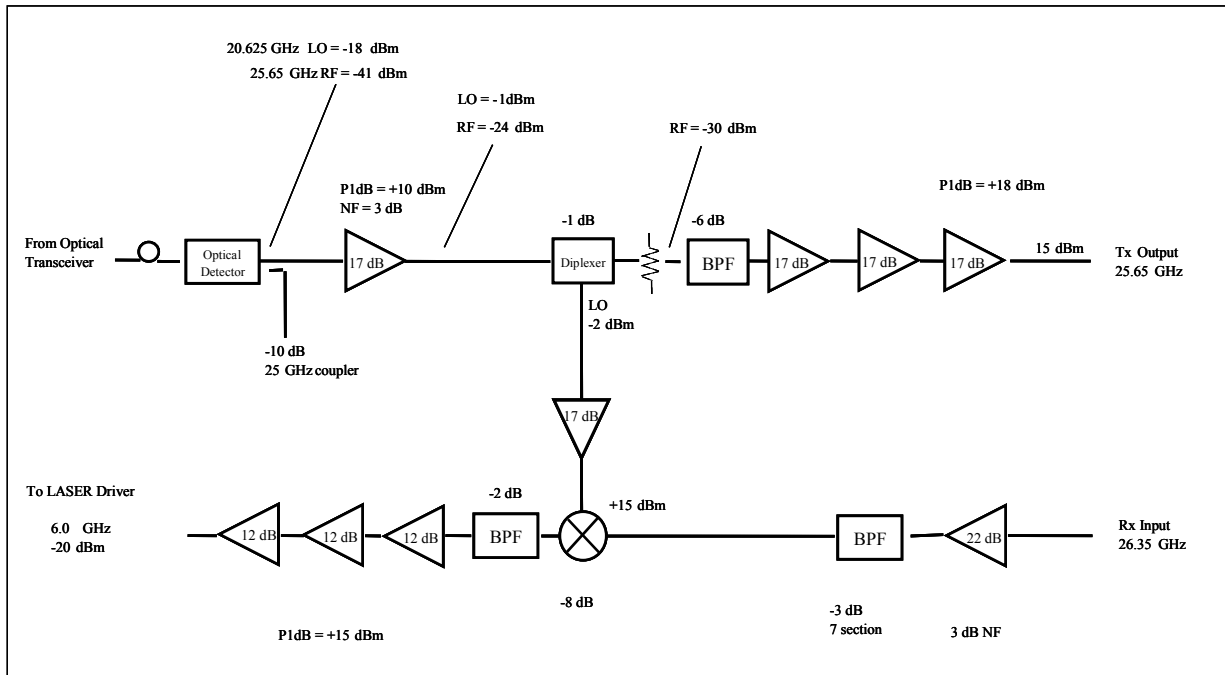 20.625 GHz LO = -18 dBm
25.65 GHz RF = -41 dBm
LO = -1dBm
RF = -24 dBm
RF = -30 dBm
P1dB = +10 dBm
NF = 3 dB
P1dB = +18 dBm
-1 dB
-6 dB
From Optical
Transceiver
Optical
Detector
17 dB
Diplexer
BPF
17 dB
17 dB
17 dB
15 dBm
Tx Output
25.65 GHz
LO
-2 dBm
-10 dB
25 GHz coupler
17 dB
To LASER Driver
6.0 GHz
-20 dBm
12 dB
12 dB
12 dB
-2 dB
BPF
+15 dBm
BPF
22 dB
Rx Input
26.35 GHz
-8 dB
-3 dB
7 section
3 dB NF
P1dB = +15 dBm